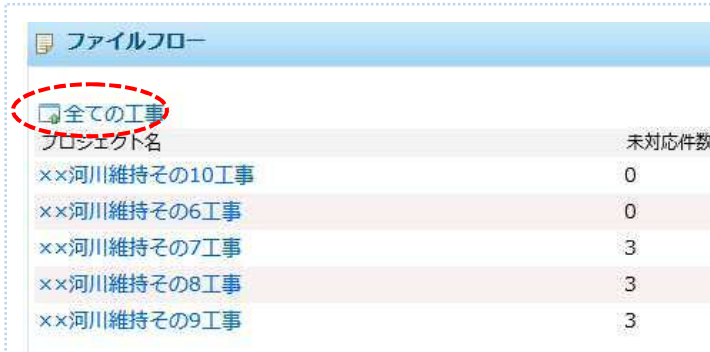 ファイルフロー
全ての工事
プロジェクト名 未対応件数
××河川維持その10工事 0
××河川維持その6工事 0
××河川維持その7工事 3
××河川維持その8工事 3
××河川維持その9工事 3